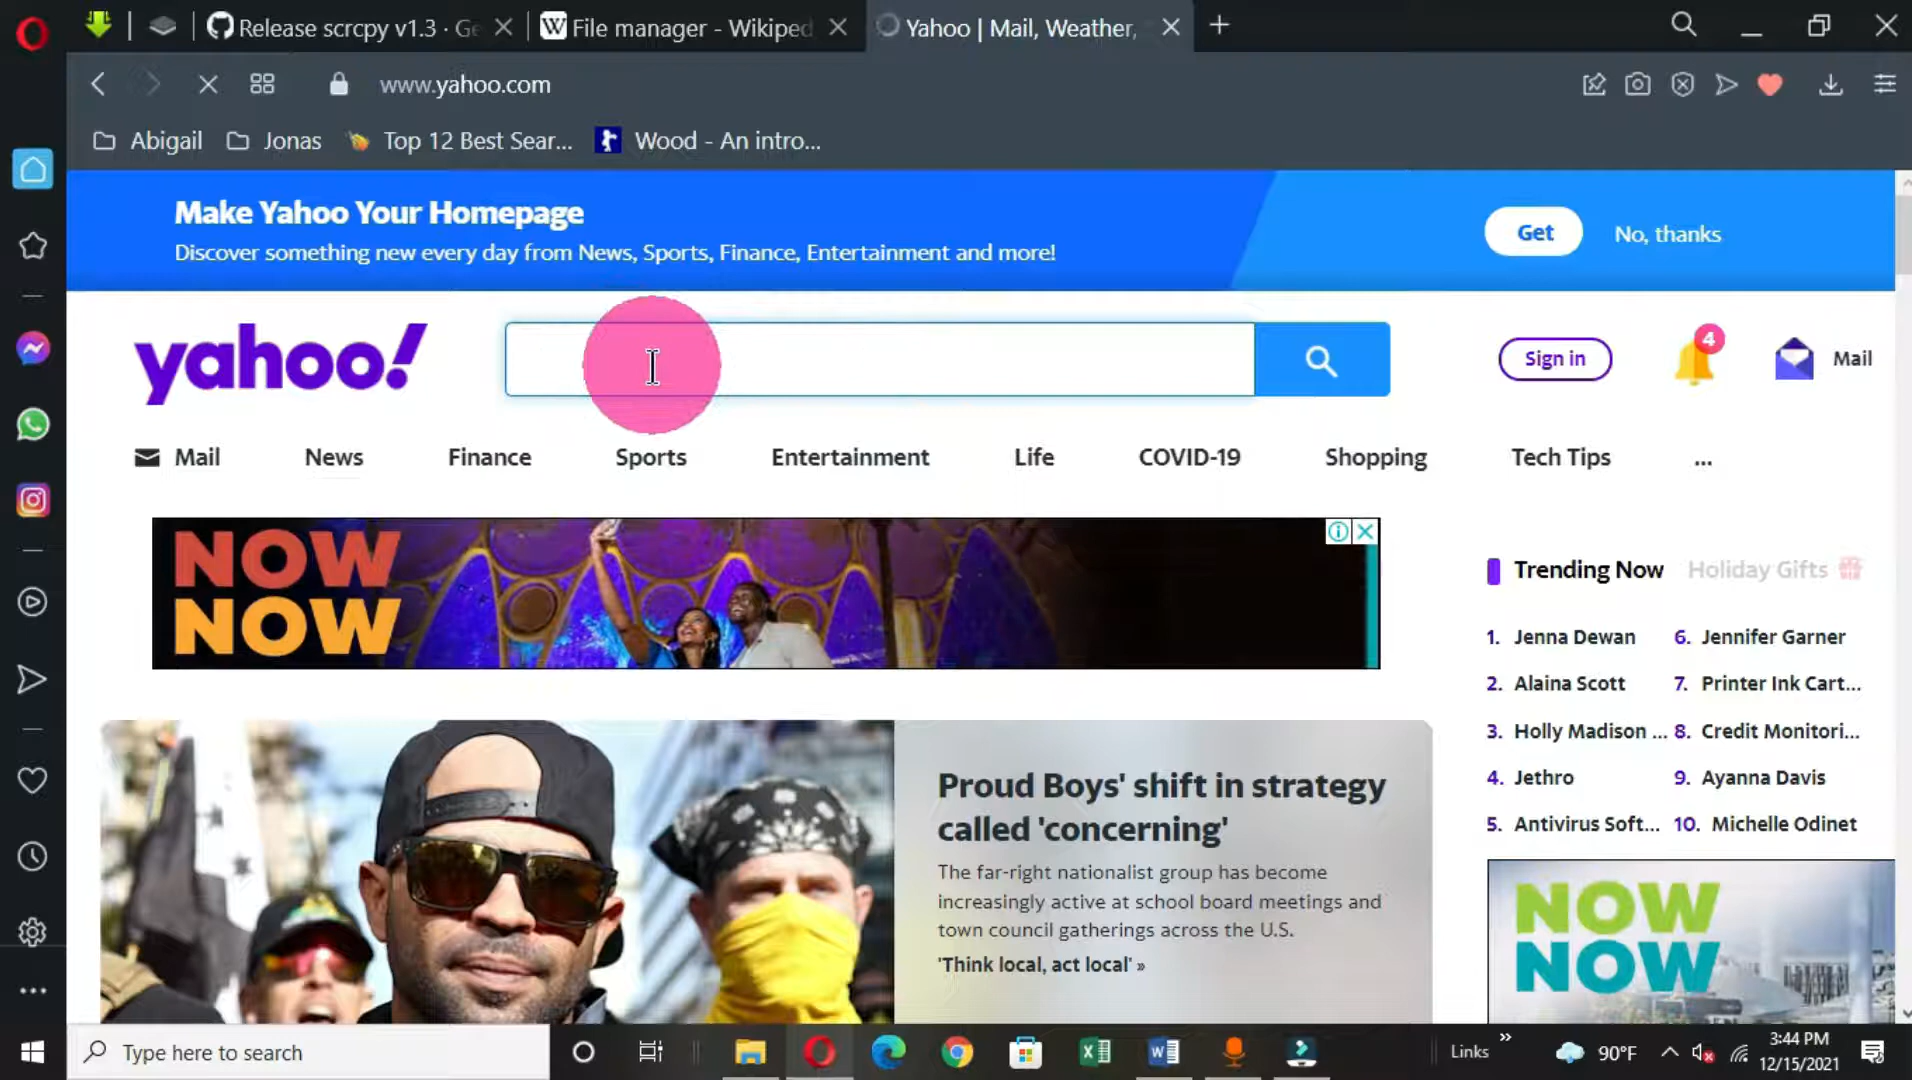 Release scrcpy v1.3 · Ge
File manager - Wikiped
Yahoo | Mail, Weather,
www.yahoo.com
Abigail
Jonas
Top 12 Best Sear...
Wood - An intro...
Make Yahoo Your Homepage
Discover something new every day from News, Sports, Finance, Entertainment and more!
Get
No, thanks
yahoo!
Sign in
4
Mail
Mail
News
Finance
Sports
Entertainment
Life
COVID-19
Shopping
Tech Tips
...
NOW
NOW
Trending Now
Holiday Gifts
1. Jenna Dewan
6. Jennifer Garner
2. Alaina Scott
7. Printer Ink Cart...
3. Holly Madison ...
8. Credit Monitori...
4. Jethro
9. Ayanna Davis
5. Antivirus Soft...
10. Michelle Odinet
Proud Boys' shift in strategy
called 'concerning'
The far-right nationalist group has become
increasingly active at school board meetings and
town council gatherings across the U.S.
'Think local, act local' »
NOW
NOW
Type here to search
Links
90°F
3:44 PM
12/15/2021